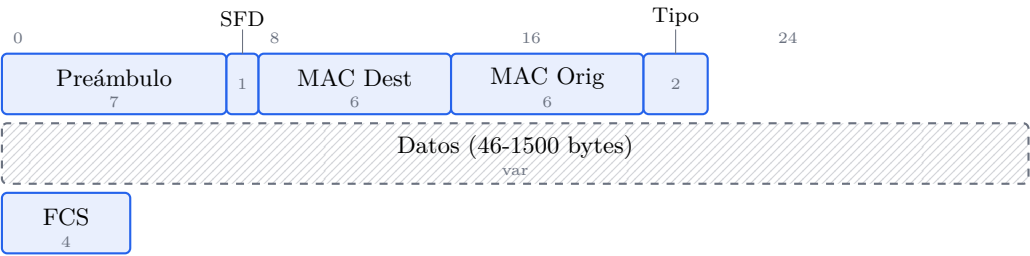 SFD Tipo
0 8 16 24
Preámbulo 1 MAC Dest MAC Orig 2
7 6 6
Datos (46-1500 bytes)
var
FCS
4